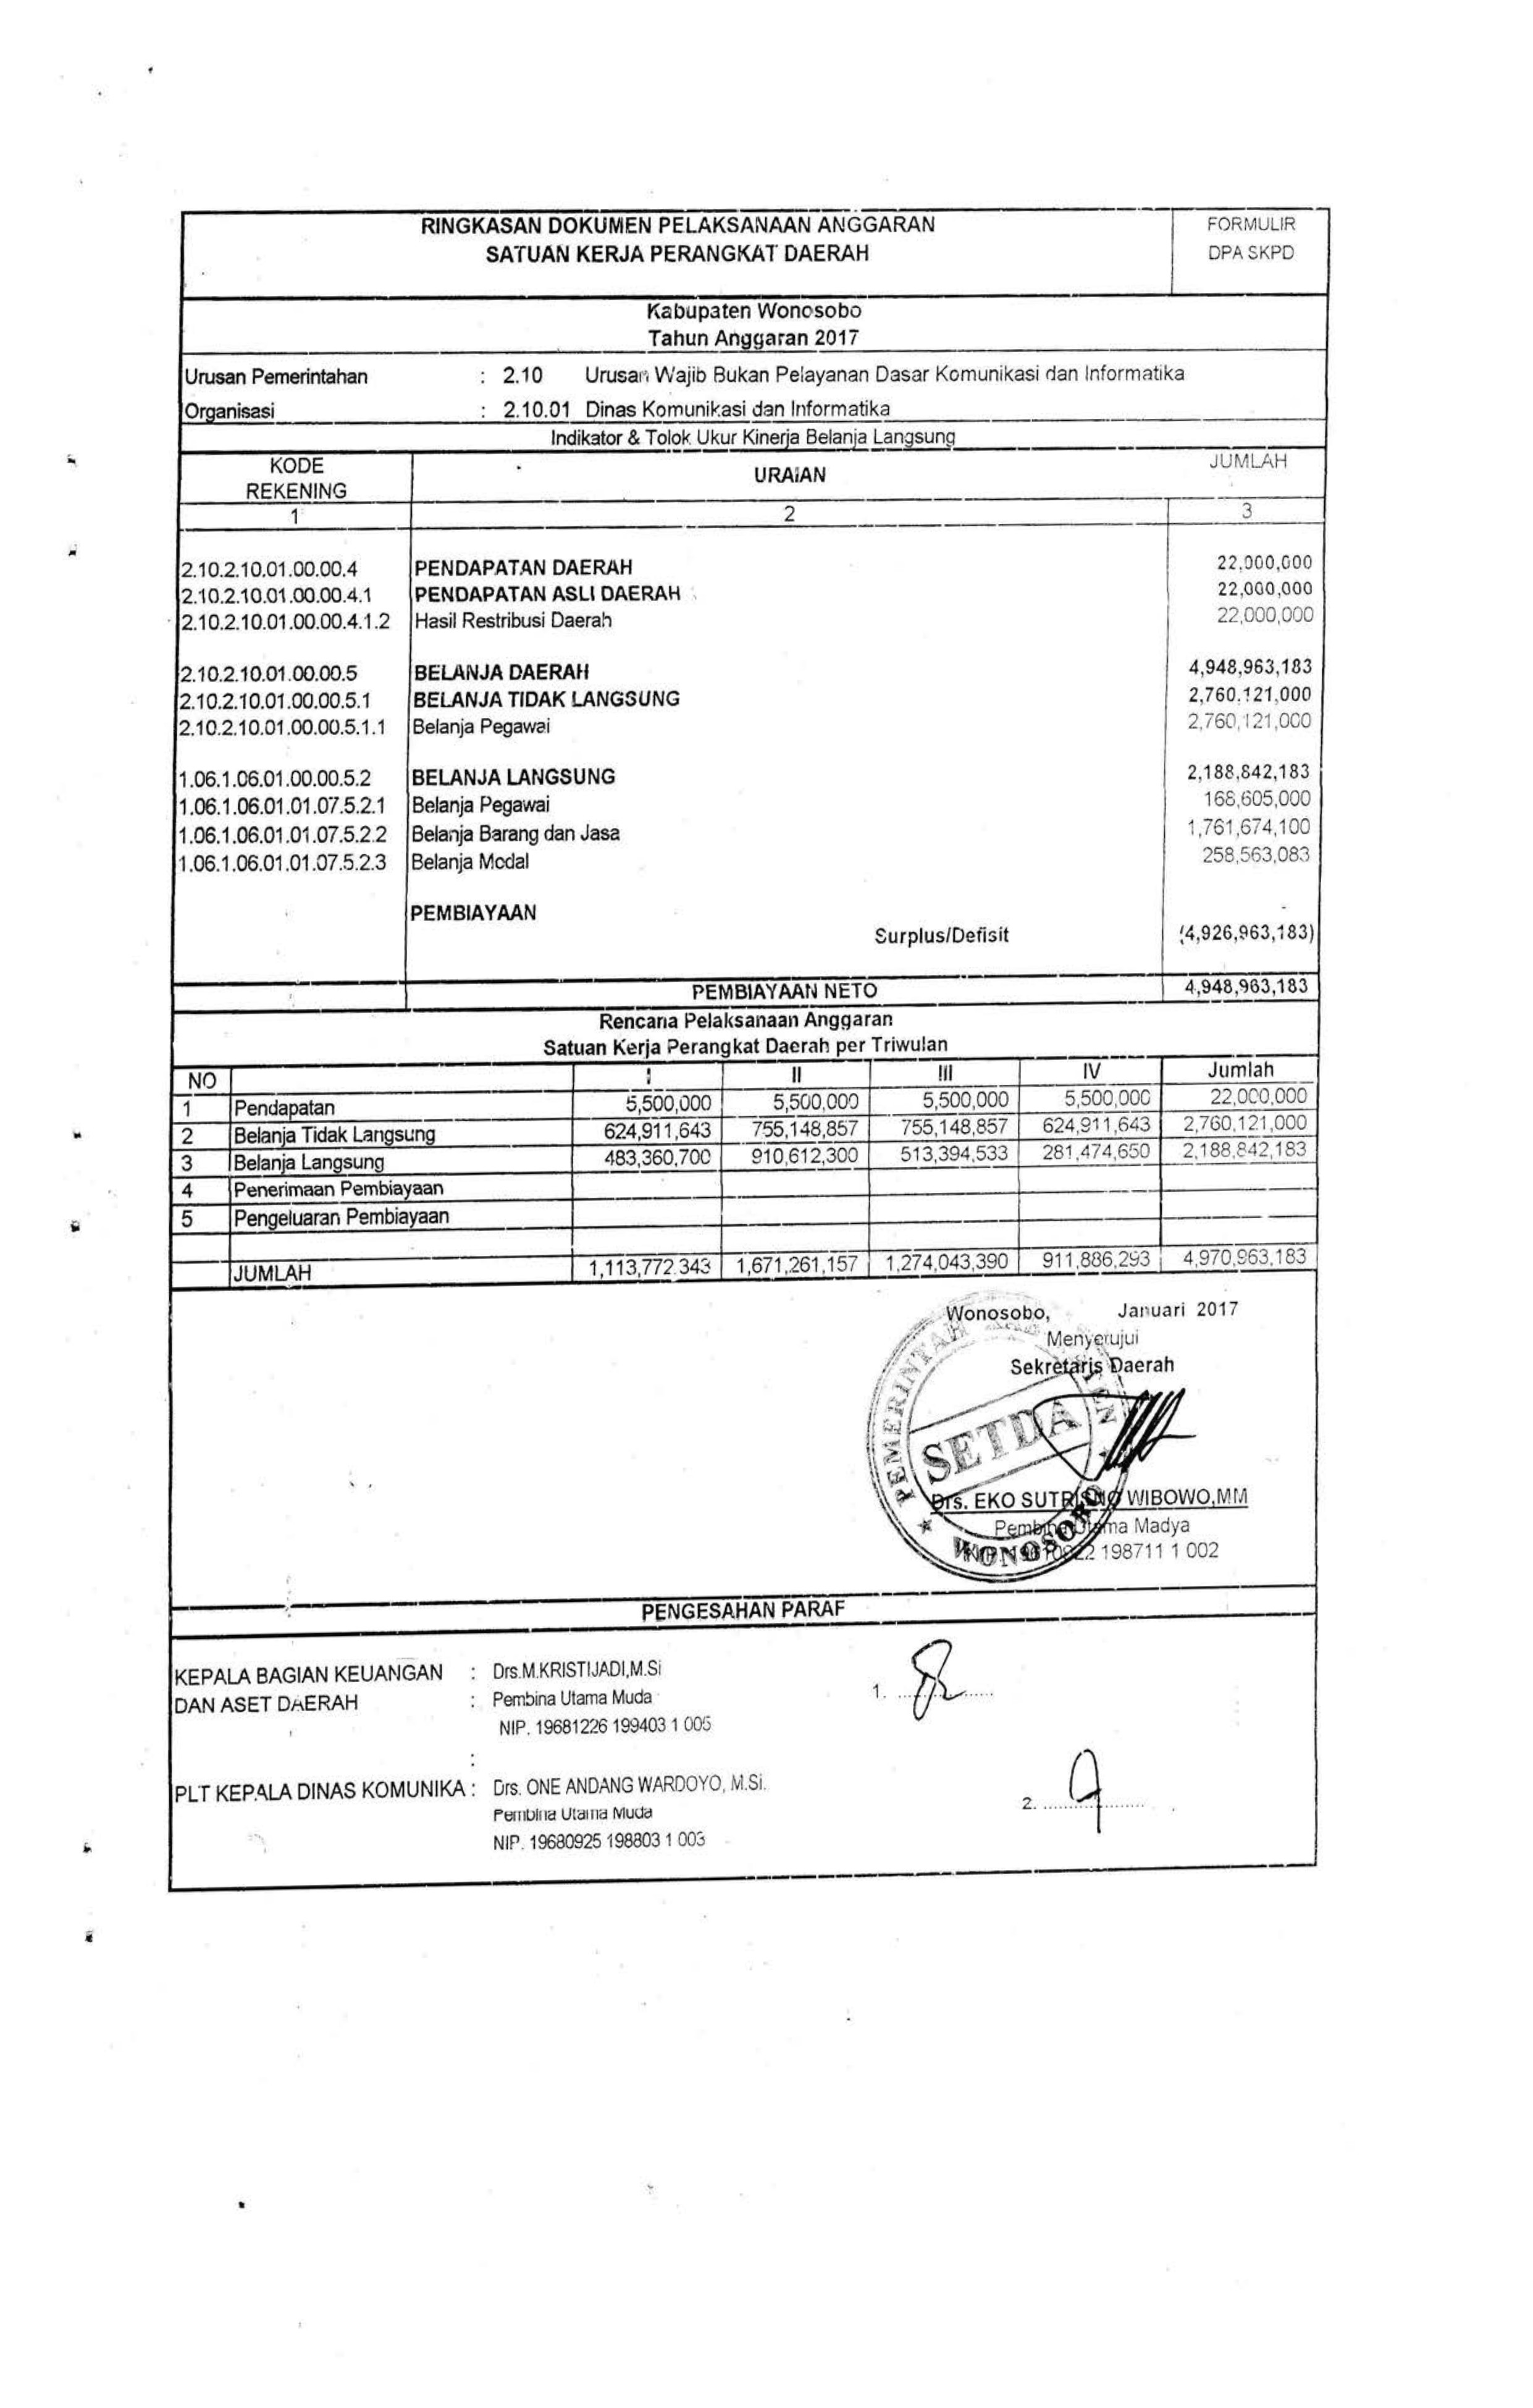 RINGKASAN DOKUMEN PELAKSANAAN ANGGARAN
SATUAN KERJA PERANGKAT DAERAH
FORMULIR
DPA SKPD
Kabupaten Wonosobo
Tahun Anggaran 2017
Urusan Pemerintahan : 2.10 Urusan Wajib Bukan Pelayanan Dasar Komunikasi dan Informatika
Organisasi : 2.10.01 Dinas Komunikasi dan Informatika
Indikator & Tolok Ukur Kinerja Belanja Langsung
KODE REKENING URAIAN JUMLAH
1 2 3
2.10.2.10.01.00.00.4 PENDAPATAN DAERAH 22,000,000
2.10.2.10.01.00.00.4.1 PENDAPATAN ASLI DAERAH 22,000,000
2.10.2.10.01.00.00.4.1.2 Hasil Restribusi Daerah 22,000,000
2.10.2.10.01.00.00.5 BELANJA DAERAH 4,948,963,183
2.10.2.10.01.00.00.5.1 BELANJA TIDAK LANGSUNG 2,760,121,000
2.10.2.10.01.00.00.5.1.1 Belanja Pegawai 2,760,121,000
1.06.1.06.01.00.00.5.2 BELANJA LANGSUNG 2,188,842,183
1.06.1.06.01.01.07.5.2.1 Belanja Pegawai 168,605,000
1.06.1.06.01.01.07.5.2.2 Belanja Barang dan Jasa 1,761,674,100
1.06.1.06.01.01.07.5.2.3 Belanja Modal 258,563,083
PEMBIAYAAN -
Surplus/Defisit (4,926,963,183)
PEMBIAYAAN NETO 4,948,963,183
Rencana Pelaksanaan Anggaran
Satuan Kerja Perangkat Daerah per Triwulan
NO I II III IV Jumlah
1 Pendapatan 5,500,000 5,500,000 5,500,000 5,500,000 22,000,000
2 Belanja Tidak Langsung 624,911,643 755,148,857 755,148,857 624,911,643 2,760,121,000
3 Belanja Langsung 483,360,700 910,612,300 513,394,533 281,474,650 2,188,842,183
4 Penerimaan Pembiayaan
5 Pengeluaran Pembiayaan
JUMLAH 1,113,772,343 1,671,261,157 1,274,043,390 911,886,293 4,970,963,183
Wonosobo, Januari 2017
Menyetujui
Sekretaris Daerah
PEMERINTAH
SETDA
WONOSOBO
Drs. EKO SUTRISNO WIBOWO,MM
Pembina Utama Madya
198711 1 002
PENGESAHAN PARAF
KEPALA BAGIAN KEUANGAN : Drs.M.KRISTIJADI,M.Si
DAN ASET DAERAH : Pembina Utama Muda
NIP. 19681226 199403 1 005
1. ..................
:
PLT KEPALA DINAS KOMUNIKA : Drs. ONE ANDANG WARDOYO, M.Si.
Pembina Utama Muda
NIP. 19680925 198803 1 003
2. ..................